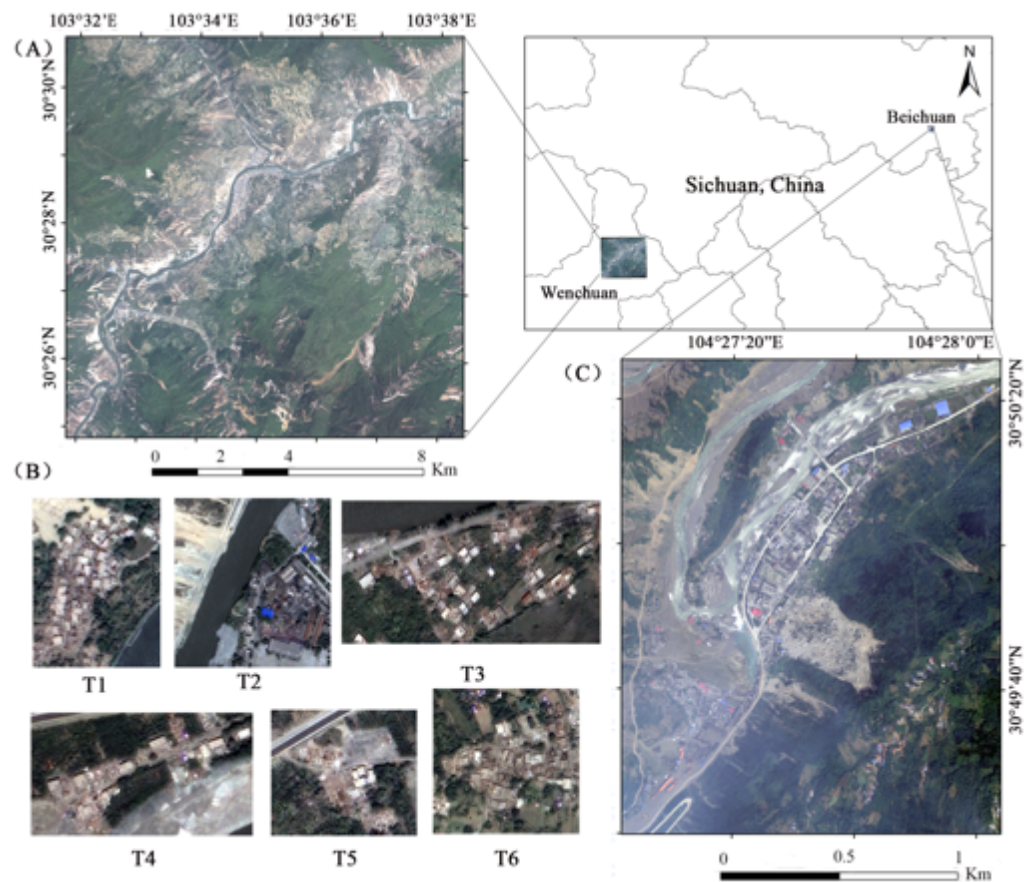 103°32′E 103°34′E 103°36′E 103°38′E
(A)
30°30′N
30°28′N
30°26′N
0 2 4 8
Km
N
Beichuan
Sichuan, China
Wenchuan
104°27′20″E 104°28′0″E
(C)
30°50′20″N
30°49′40″N
0 0.5 1
Km
(B)
T1
T2
T3
T4
T5
T6